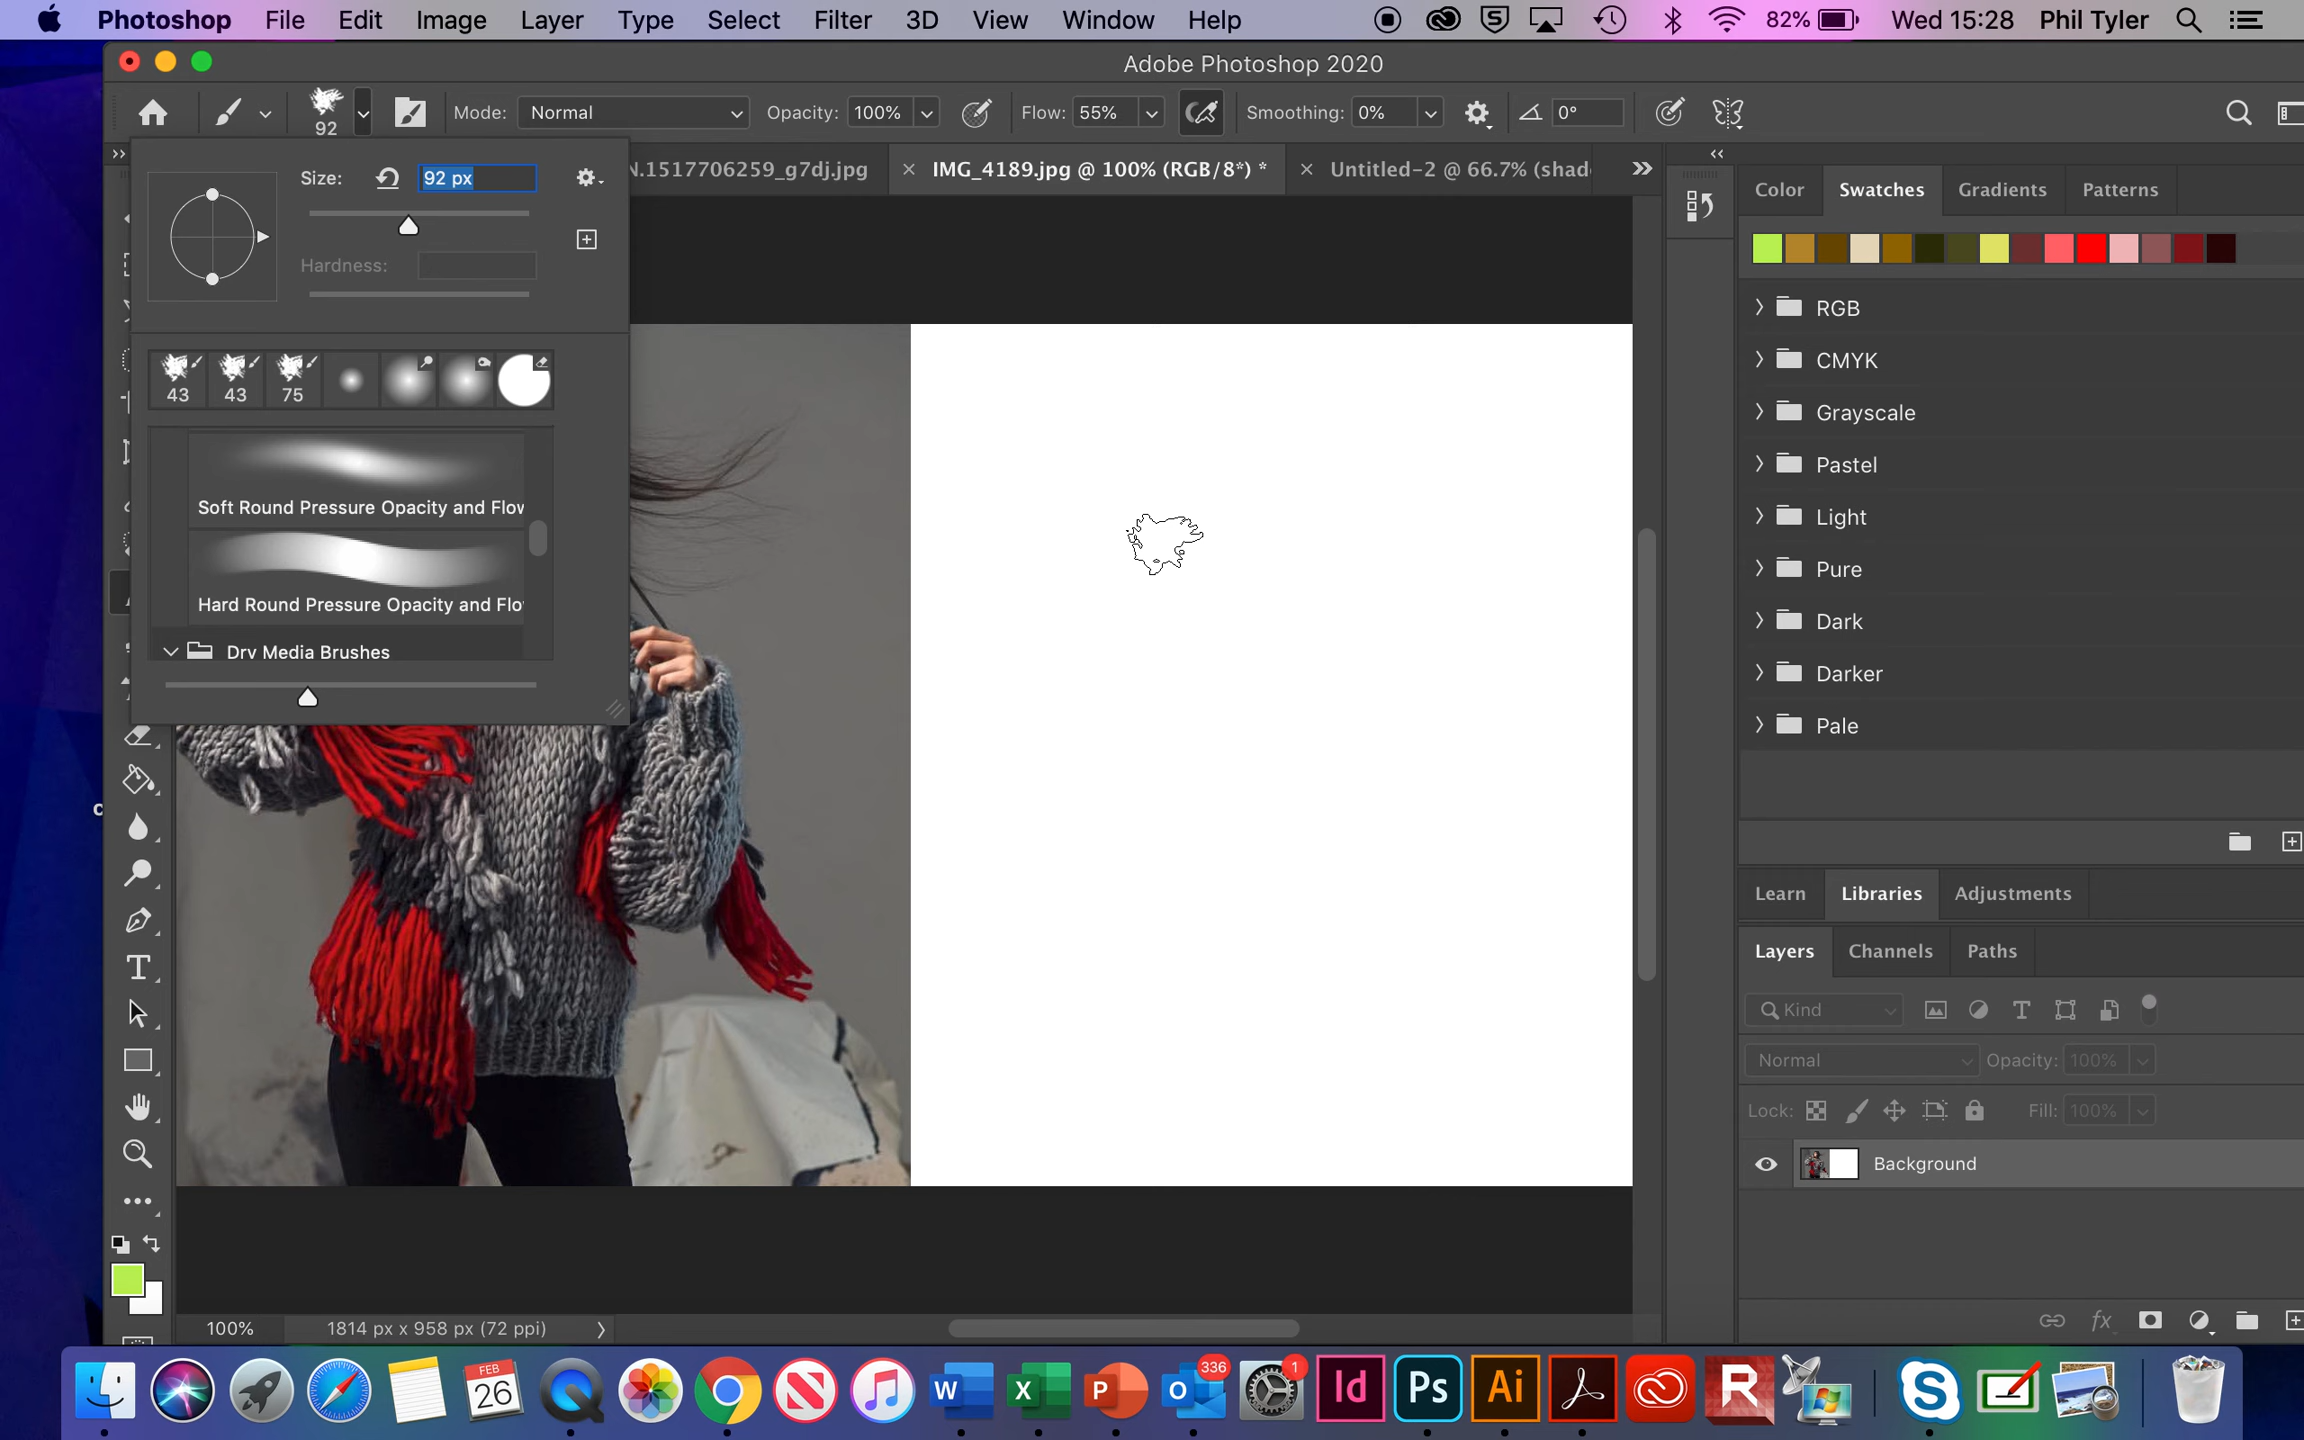 Photoshop File Edit Image Layer Type Select Filter 3D View Window Help 82% Wed 15:28 Phil Tyler
Adobe Photoshop 2020
92 Mode: Normal Opacity: 100% Flow: 55% Smoothing: 0% 0°
N.1517706259_g7dj.jpg × IMG_4189.jpg @ 100% (RGB/8*) * × Untitled-2 @ 66.7% (shad
Size: 92 px
Hardness:
43 43 75
Soft Round Pressure Opacity and Flow
Hard Round Pressure Opacity and Flo
Dry Media Brushes
Color Swatches Gradients Patterns
RGB
CMYK
Grayscale
Pastel
Light
Pure
Dark
Darker
Pale
Learn Libraries Adjustments
Layers Channels Paths
Kind
Normal Opacity: 100%
Lock: Fill: 100%
Background
fx
c
T
100% 1814 px x 958 px (72 ppi)
FEB
26
W X P O 336 1 Id Ps Ai R S